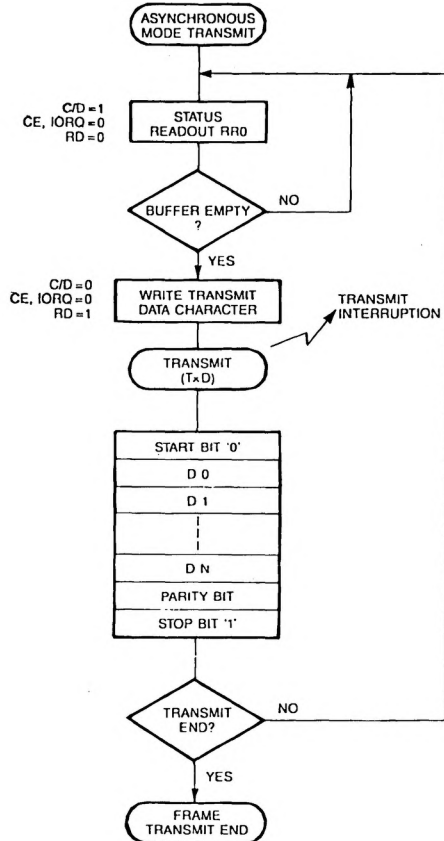 ASYNCHRONOUS
MODE TRANSMIT
C/D = 1
CE, IORQ = 0
RD = 0
STATUS
READOUT RR0
BUFFER EMPTY
?
NO
YES
C/D = 0
CE, IORQ = 0
RD = 1
WRITE TRANSMIT
DATA CHARACTER
TRANSMIT
INTERRUPTION
TRANSMIT
(TxD)
START BIT '0'
D 0
D 1
D N
PARITY BIT
STOP BIT '1'
TRANSMIT
END?
NO
YES
FRAME
TRANSMIT END